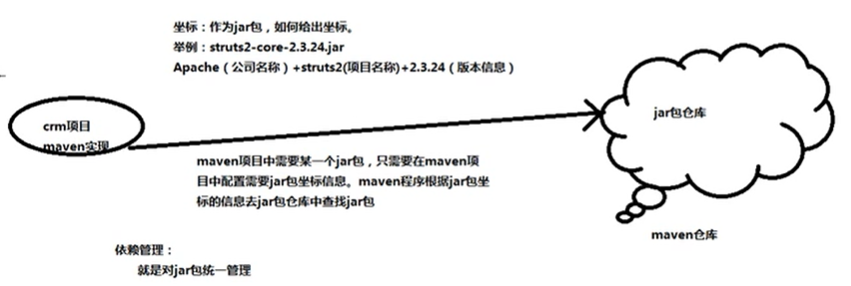 坐标：作为jar包，如何给出坐标。
举例：struts2-core-2.3.24.jar
Apache（公司名称）+struts2(项目名称)+2.3.24（版本信息）
crm项目
maven实现
jar包仓库
maven项目中需要某一个jar包，只需要在maven项
目中配置需要jar包坐标信息。maven程序根据jar包坐
标的信息去jar包仓库中查找jar包
maven仓库
依赖管理：
就是对jar包统一管理